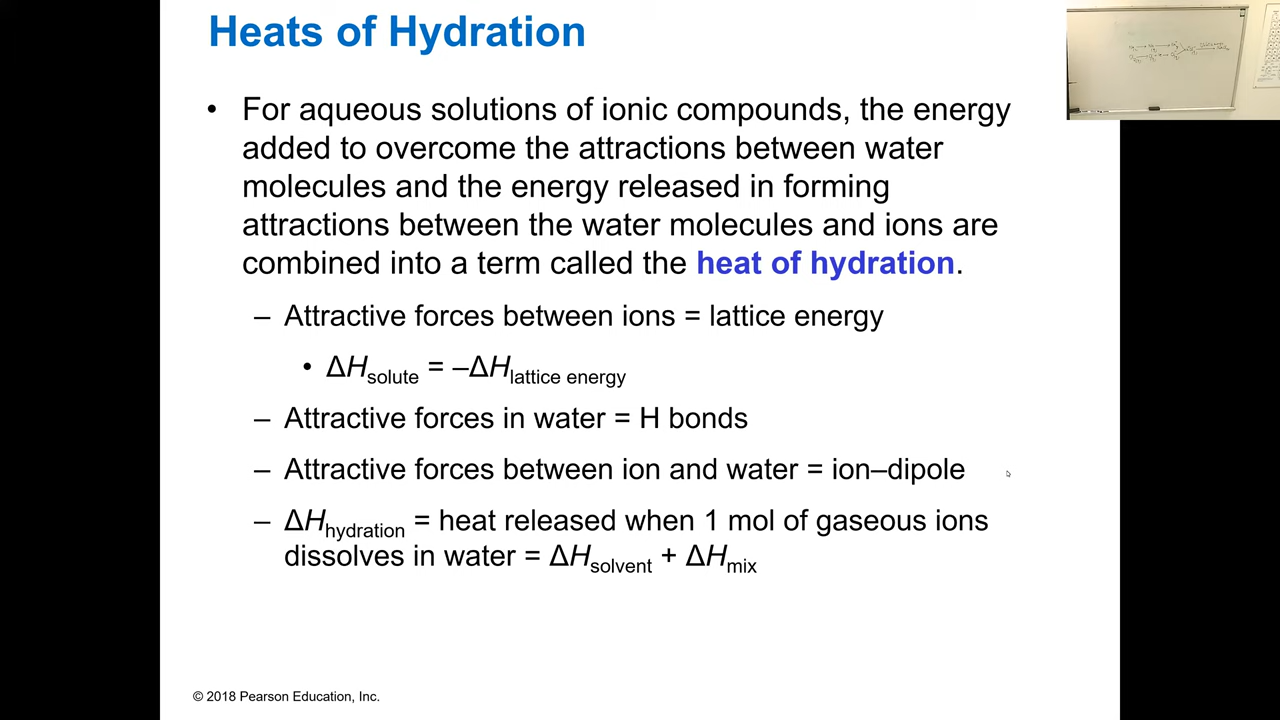 Heats of Hydration
• For aqueous solutions of ionic compounds, the energy
added to overcome the attractions between water
molecules and the energy released in forming
attractions between the water molecules and ions are
combined into a term called the heat of hydration.
– Attractive forces between ions = lattice energy
• ΔHsolute = –ΔHlattice energy
– Attractive forces in water = H bonds
– Attractive forces between ion and water = ion–dipole
– ΔHhydration = heat released when 1 mol of gaseous ions
dissolves in water = ΔHsolvent + ΔHmix
© 2018 Pearson Education, Inc.